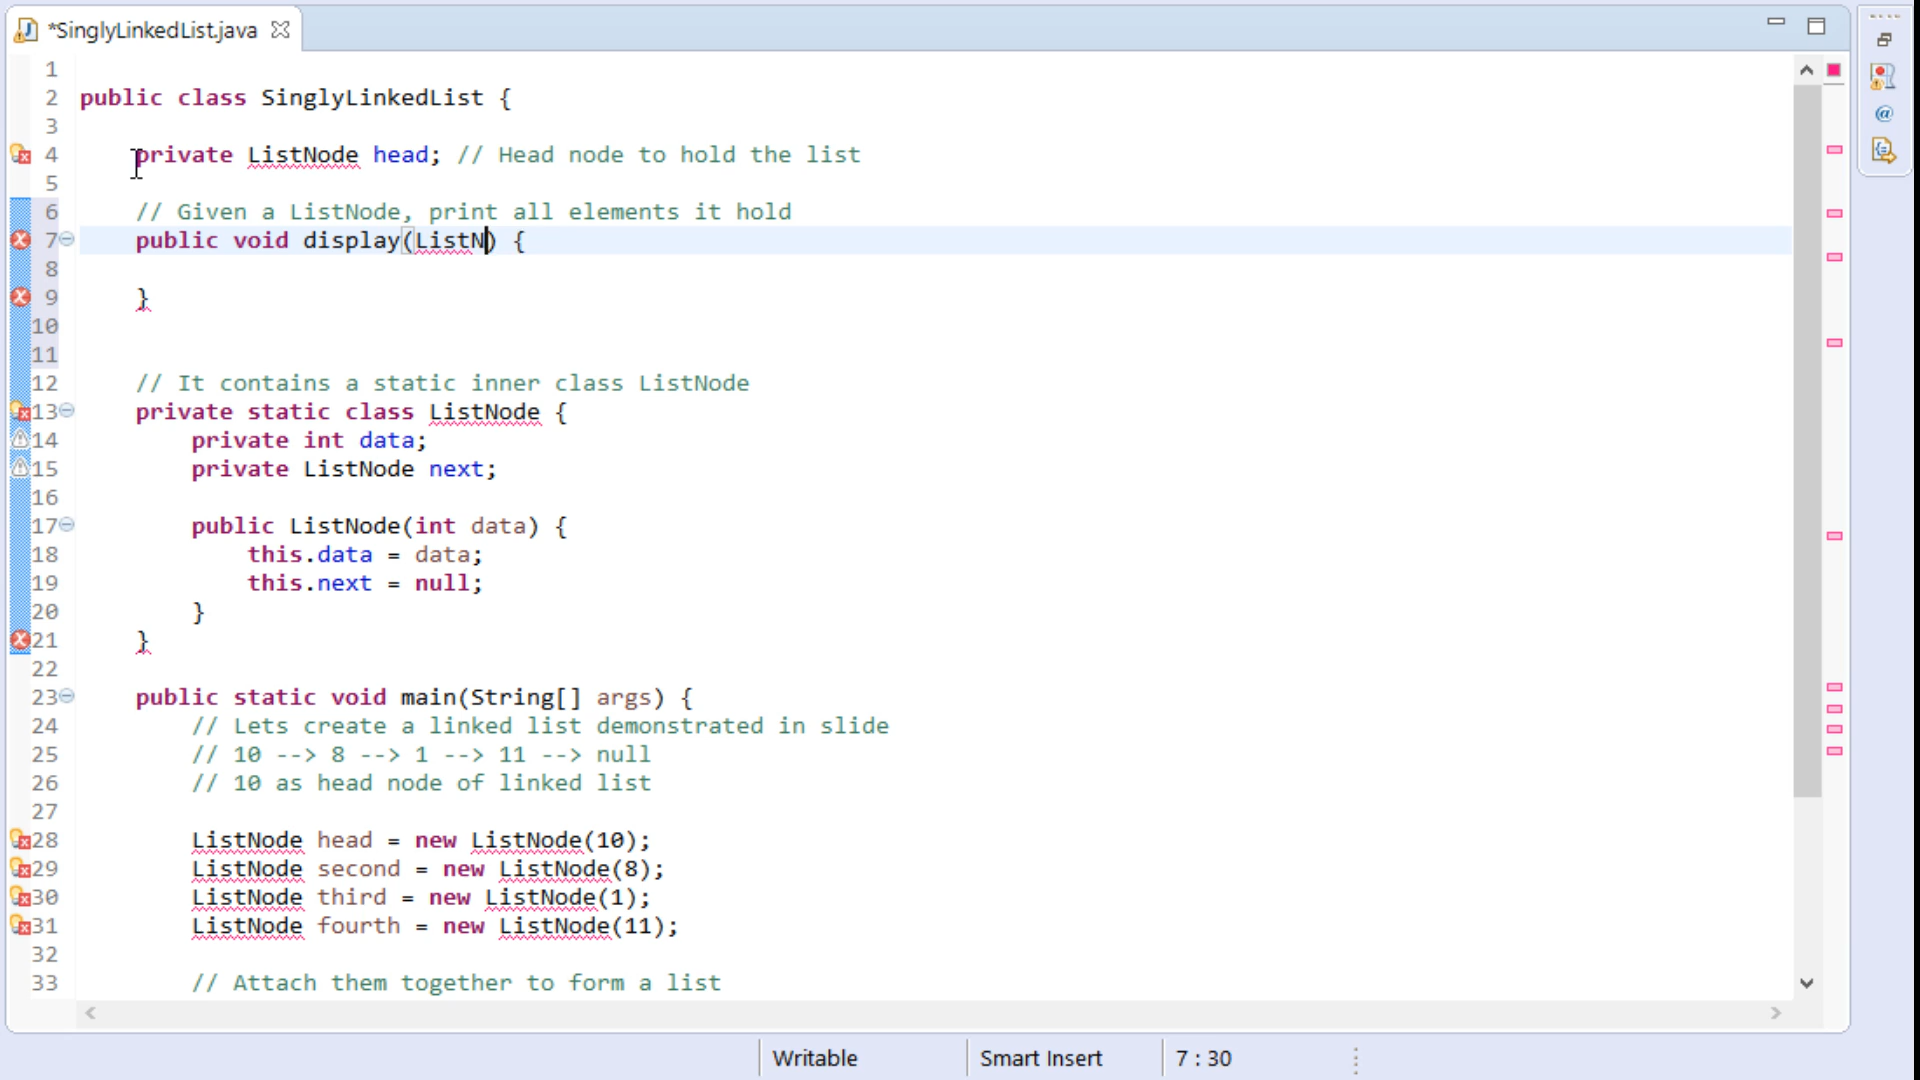 *SinglyLinkedList.java
1
2 public class SinglyLinkedList {
3
4 private ListNode head; // Head node to hold the list
5
6 // Given a ListNode, print all elements it hold
7 public void display(ListN) {
8
9 }
10
11
12 // It contains a static inner class ListNode
13 private static class ListNode {
14 private int data;
15 private ListNode next;
16
17 public ListNode(int data) {
18 this.data = data;
19 this.next = null;
20 }
21 }
22
23 public static void main(String[] args) {
24 // Lets create a linked list demonstrated in slide
25 // 10 --> 8 --> 1 --> 11 --> null
26 // 10 as head node of linked list
27
28 ListNode head = new ListNode(10);
29 ListNode second = new ListNode(8);
30 ListNode third = new ListNode(1);
31 ListNode fourth = new ListNode(11);
32
33 // Attach them together to form a list
Writable Smart Insert 7 : 30